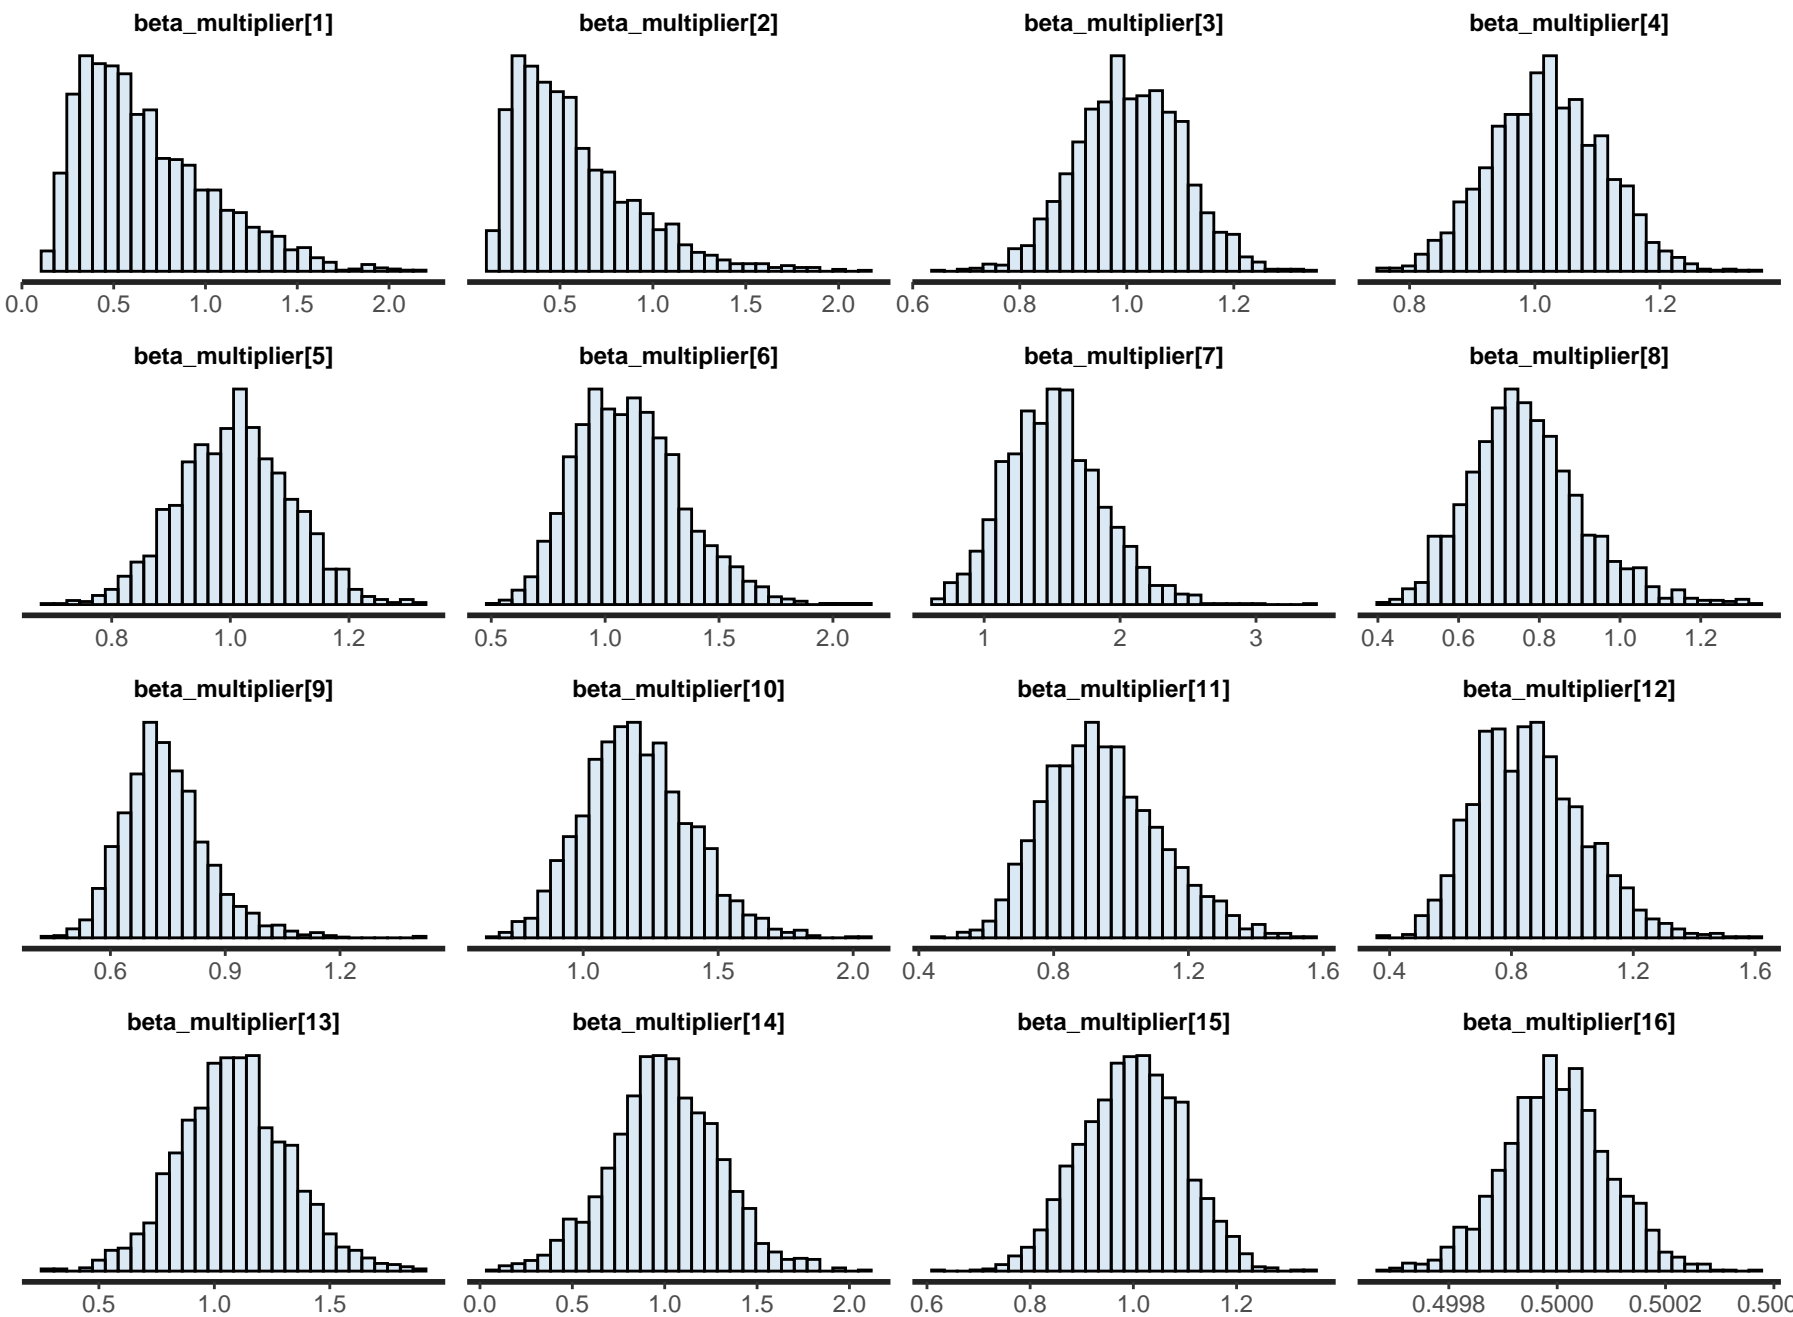 beta_multiplier[1] beta_multiplier[2] beta_multiplier[3] beta_multiplier[4]
0.0 0.5 1.0 1.5 2.0 0.5 1.0 1.5 2.0 0.6 0.8 1.0 1.2 0.8 1.0 1.2
beta_multiplier[5] beta_multiplier[6] beta_multiplier[7] beta_multiplier[8]
0.8 1.0 1.2 0.5 1.0 1.5 2.0 1 2 3 0.4 0.6 0.8 1.0 1.2
beta_multiplier[9] beta_multiplier[10] beta_multiplier[11] beta_multiplier[12]
0.6 0.9 1.2 1.0 1.5 2.0 0.4 0.8 1.2 1.6 0.4 0.8 1.2 1.6
beta_multiplier[13] beta_multiplier[14] beta_multiplier[15] beta_multiplier[16]
0.5 1.0 1.5 0.0 0.5 1.0 1.5 2.0 0.6 0.8 1.0 1.2 0.4998 0.5000 0.5002